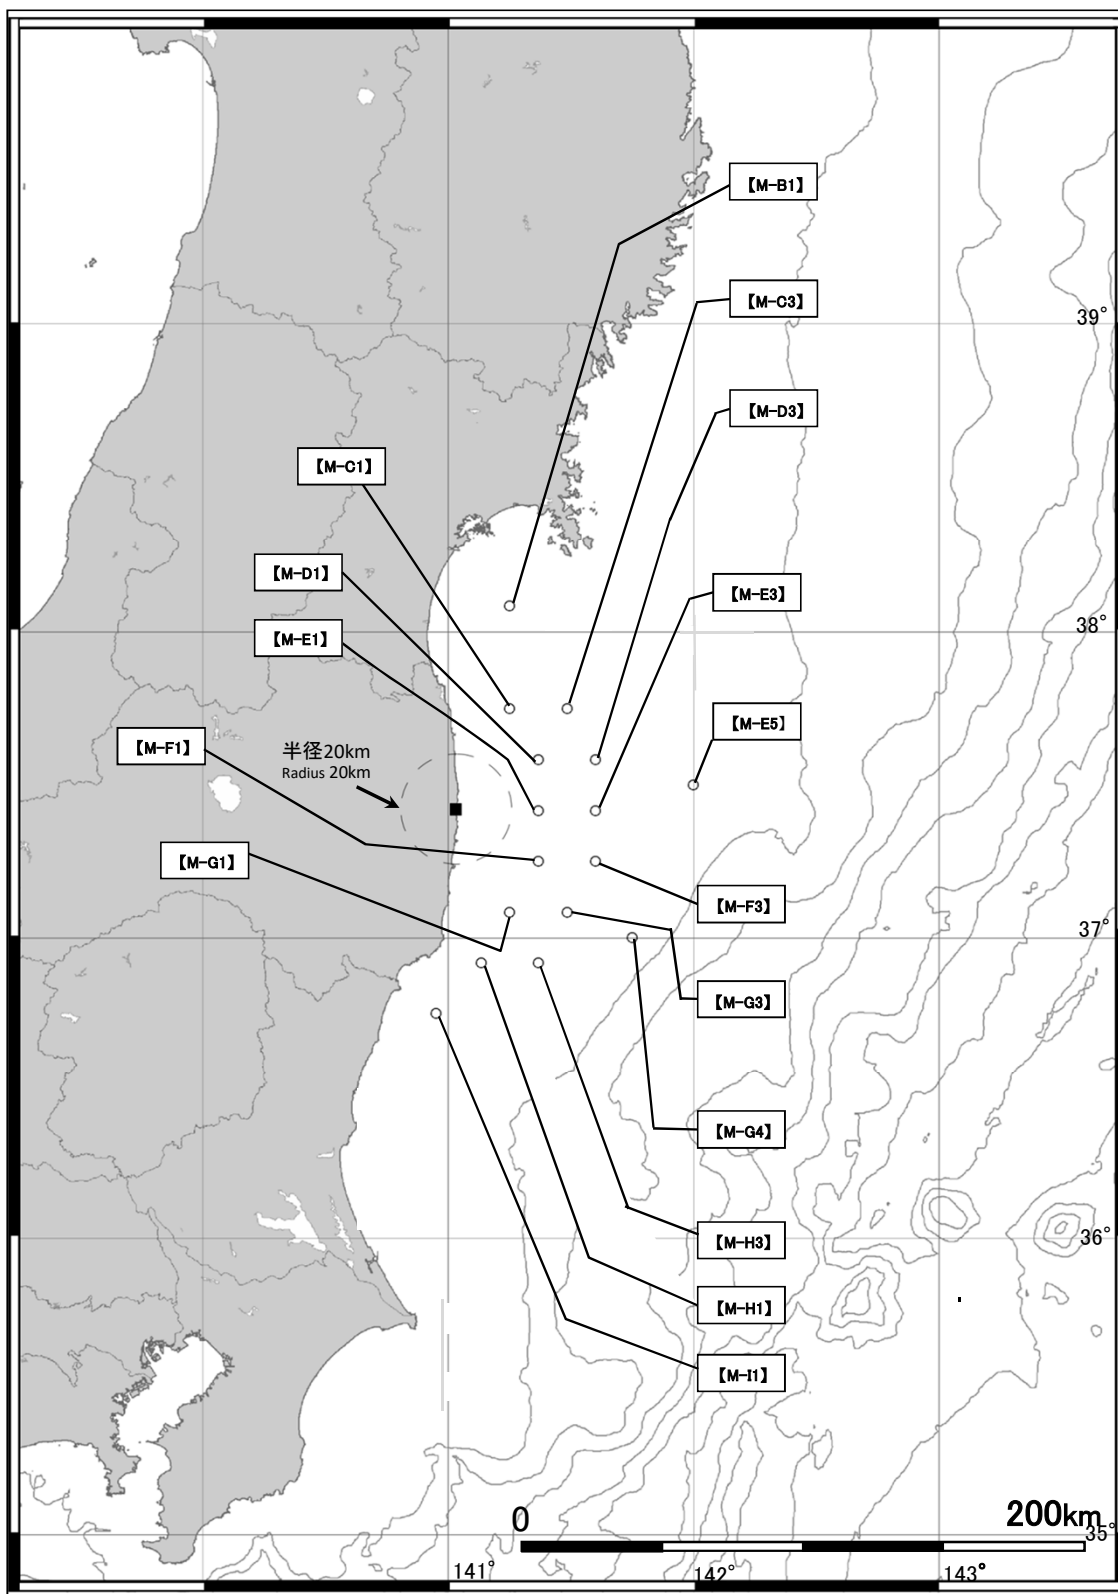 【M-B1】
【M-C3】
39°
【M-D3】
【M-C1】
【M-D1】
【M-E3】
【M-E1】
38°
【M-E5】
【M-F1】
半径20km
Radius 20km
【M-G1】
【M-F3】
37°
【M-G3】
【M-G4】
【M-H3】
36°
【M-H1】
【M-I1】
0
200km
35°
141°
142°
143°